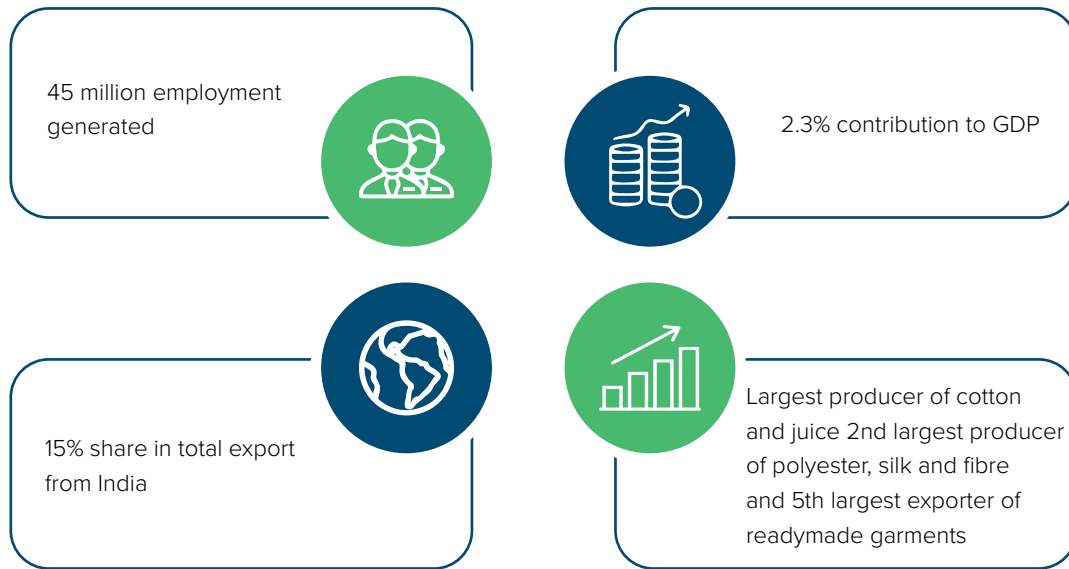 45 million employment
generated
2.3% contribution to GDP
15% share in total export
from India
Largest producer of cotton
and juice 2nd largest producer
of polyester, silk and fibre
and 5th largest exporter of
readymade garments